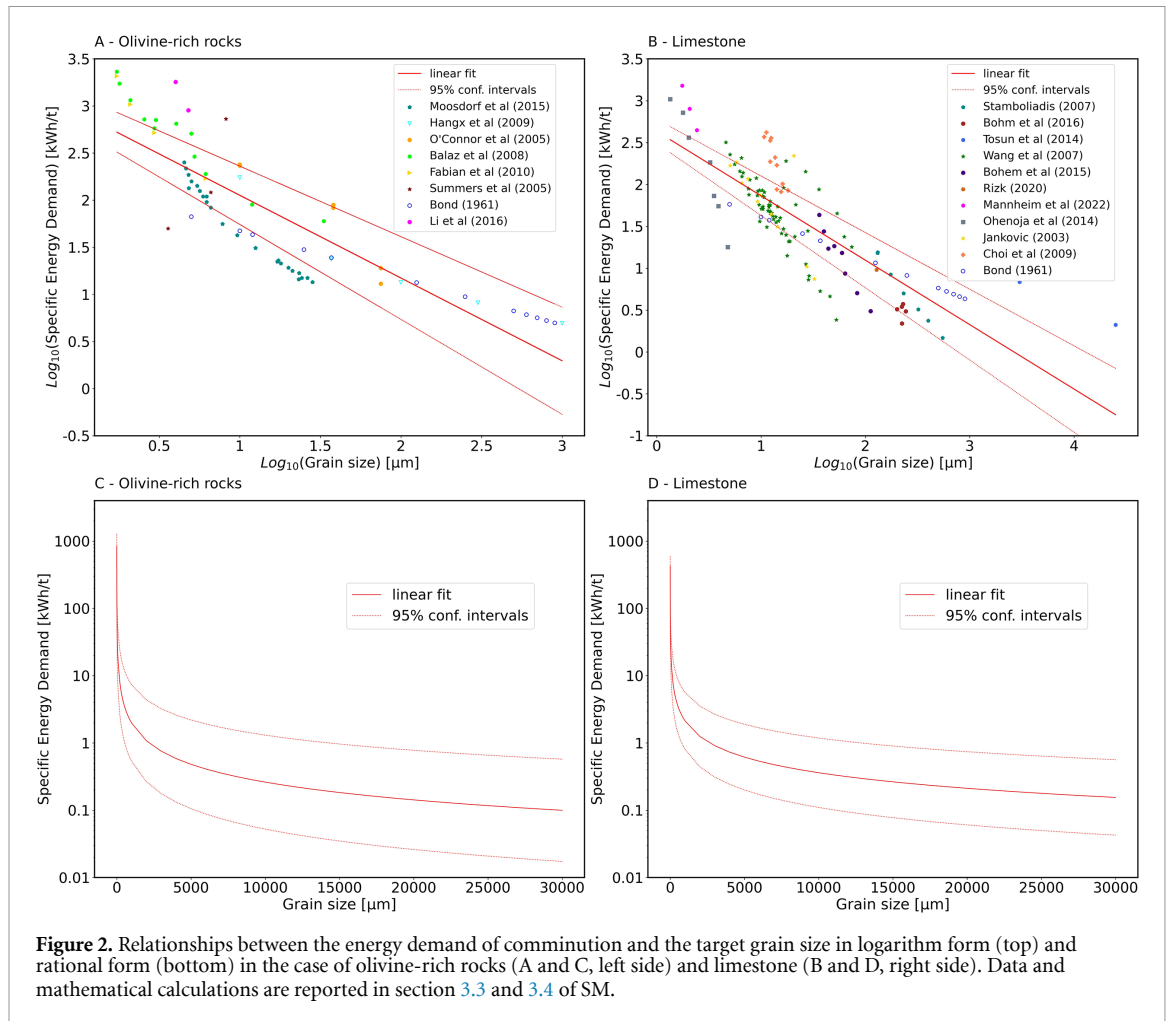 A - Olivine-rich rocks
3.5
3.0
2.5
2.0
1.5
1.0
0.5
0
-0.5
Log10(Specific Energy Demand) [kWh/t]
0.5
1.0
1.5
2
2.5
3.0
Log10(Grain size) [μm]
linear fit
95% conf. intervals
Moosdorf et al (2015)
Hangx et al (2009)
O'Connor et al (2005)
Balaz et al (2008)
Fabian et al (2010)
Summers et al (2005)
Bond (1961)
Li et al (2016)
B - Limestone
3.5
3.0
2.5
2.0
1.5
1.0
0.5
0
-0.5
-1
Log10(Specific Energy Demand) [kWh/t]
0
1
2
3
4
Log10(Grain size) [μm]
linear fit
95% conf. intervals
Stamboliadis (2007)
Bohm et al (2016)
Tosun et al (2014)
Wang et al (2007)
Bohem et al (2015)
Rizk (2020)
Mannheim et al (2022)
Ohenoja et al (2014)
Jankovic (2003)
Choi et al (2009)
Bond (1961)
C - Olivine-rich rocks
1000
100
10
1
0.1
0.01
Specific Energy Demand [kWh/t]
0
5000
10000
15000
20000
25000
30000
Grain size [μm]
linear fit
95% conf. intervals
D - Limestone
1000
100
10
1
0.1
0.01
Specific Energy Demand [kWh/t]
0
5000
10000
15000
20000
25000
30000
Grain size [μm]
linear fit
95% conf. intervals
Figure 2. Relationships between the energy demand of comminution and the target grain size in logarithm form (top) and
rational form (bottom) in the case of olivine-rich rocks (A and C, left side) and limestone (B and D, right side). Data and
mathematical calculations are reported in section 3.3 and 3.4 of SM.